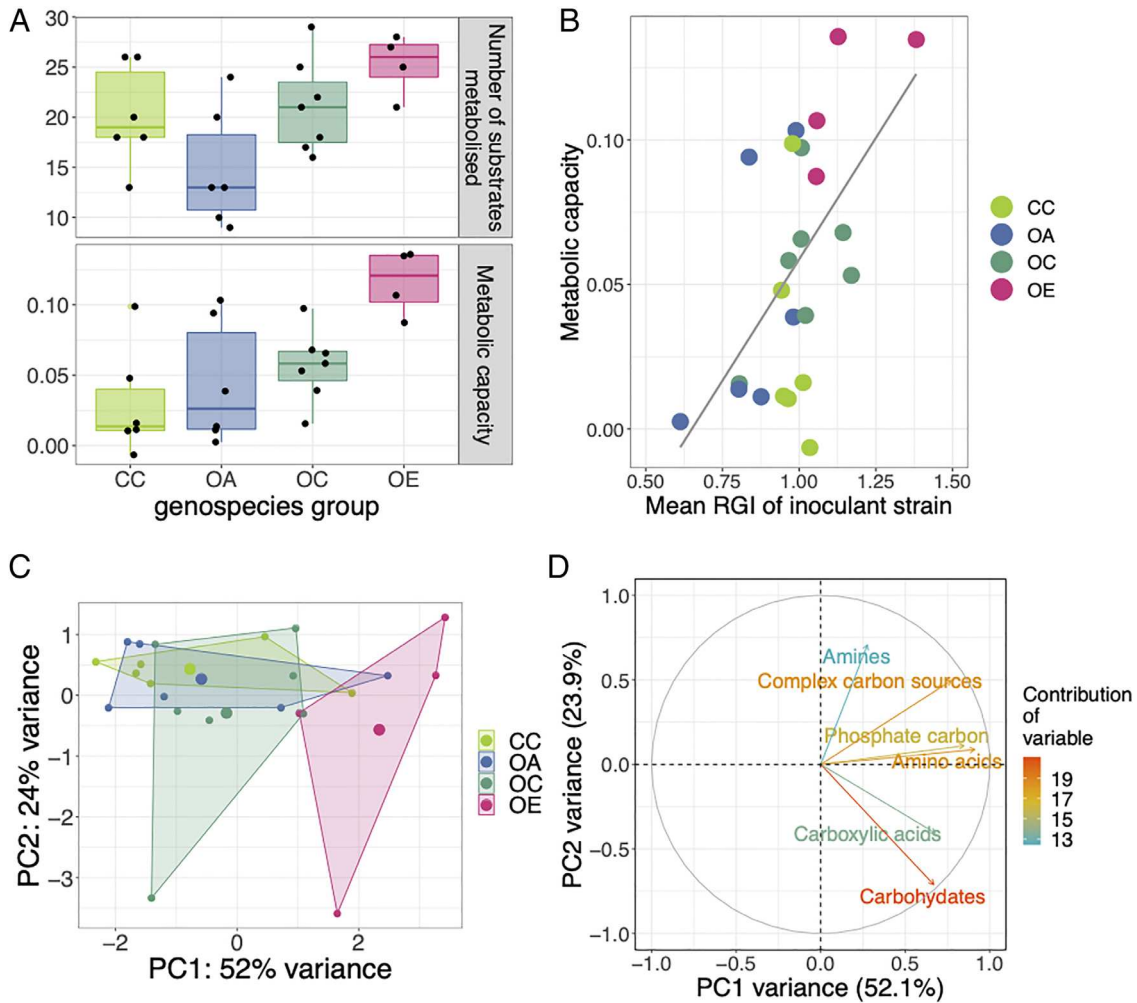 A
30
25
20
15
10
Number of substrates
metabolised
0.10
0.05
0.00
Metabolic capacity
CC OA OC OE
genospecies group
B
Metabolic capacity
0.10
0.05
0.00
0.50 0.75 1.00 1.25 1.50
Mean RGI of inoculant strain
CC
OA
OC
OE
C
PC2: 24% variance
1
0
−1
−2
−3
−2 0 2
PC1: 52% variance
CC
OA
OC
OE
D
PC2 variance (23.9%)
1.0
0.5
0.0
−0.5
−1.0
Amines
Complex carbon sources
Phosphate carbon
Amino acids
Carboxylic acids
Carbohydrates
−1.0 −0.5 0.0 0.5 1.0
PC1 variance (52.1%)
Contribution
of
variable
19
17
15
13